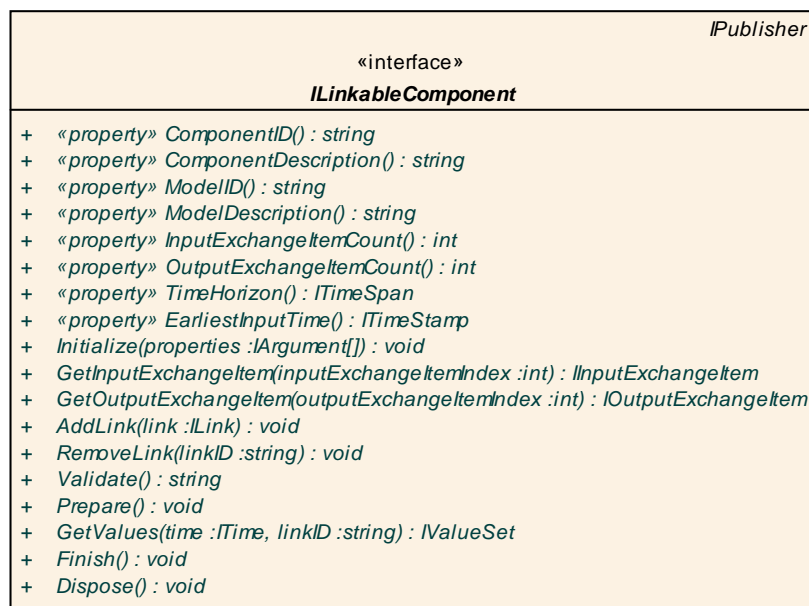 IPublisher
«interface»
ILinkableComponent
+ «property» ComponentID() : string
+ «property» ComponentDescription() : string
+ «property» ModelID() : string
+ «property» ModelDescription() : string
+ «property» InputExchangeItemCount() : int
+ «property» OutputExchangeItemCount() : int
+ «property» TimeHorizon() : ITimeSpan
+ «property» EarliestInputTime() : ITimeStamp
+ Initialize(properties :IArgument[]) : void
+ GetInputExchangeItem(inputExchangeItemIndex :int) : IInputExchangeItem
+ GetOutputExchangeItem(outputExchangeItemIndex :int) : IOutputExchangeItem
+ AddLink(link :ILink) : void
+ RemoveLink(linkID :string) : void
+ Validate() : string
+ Prepare() : void
+ GetValues(time :ITime, linkID :string) : IValueSet
+ Finish() : void
+ Dispose() : void